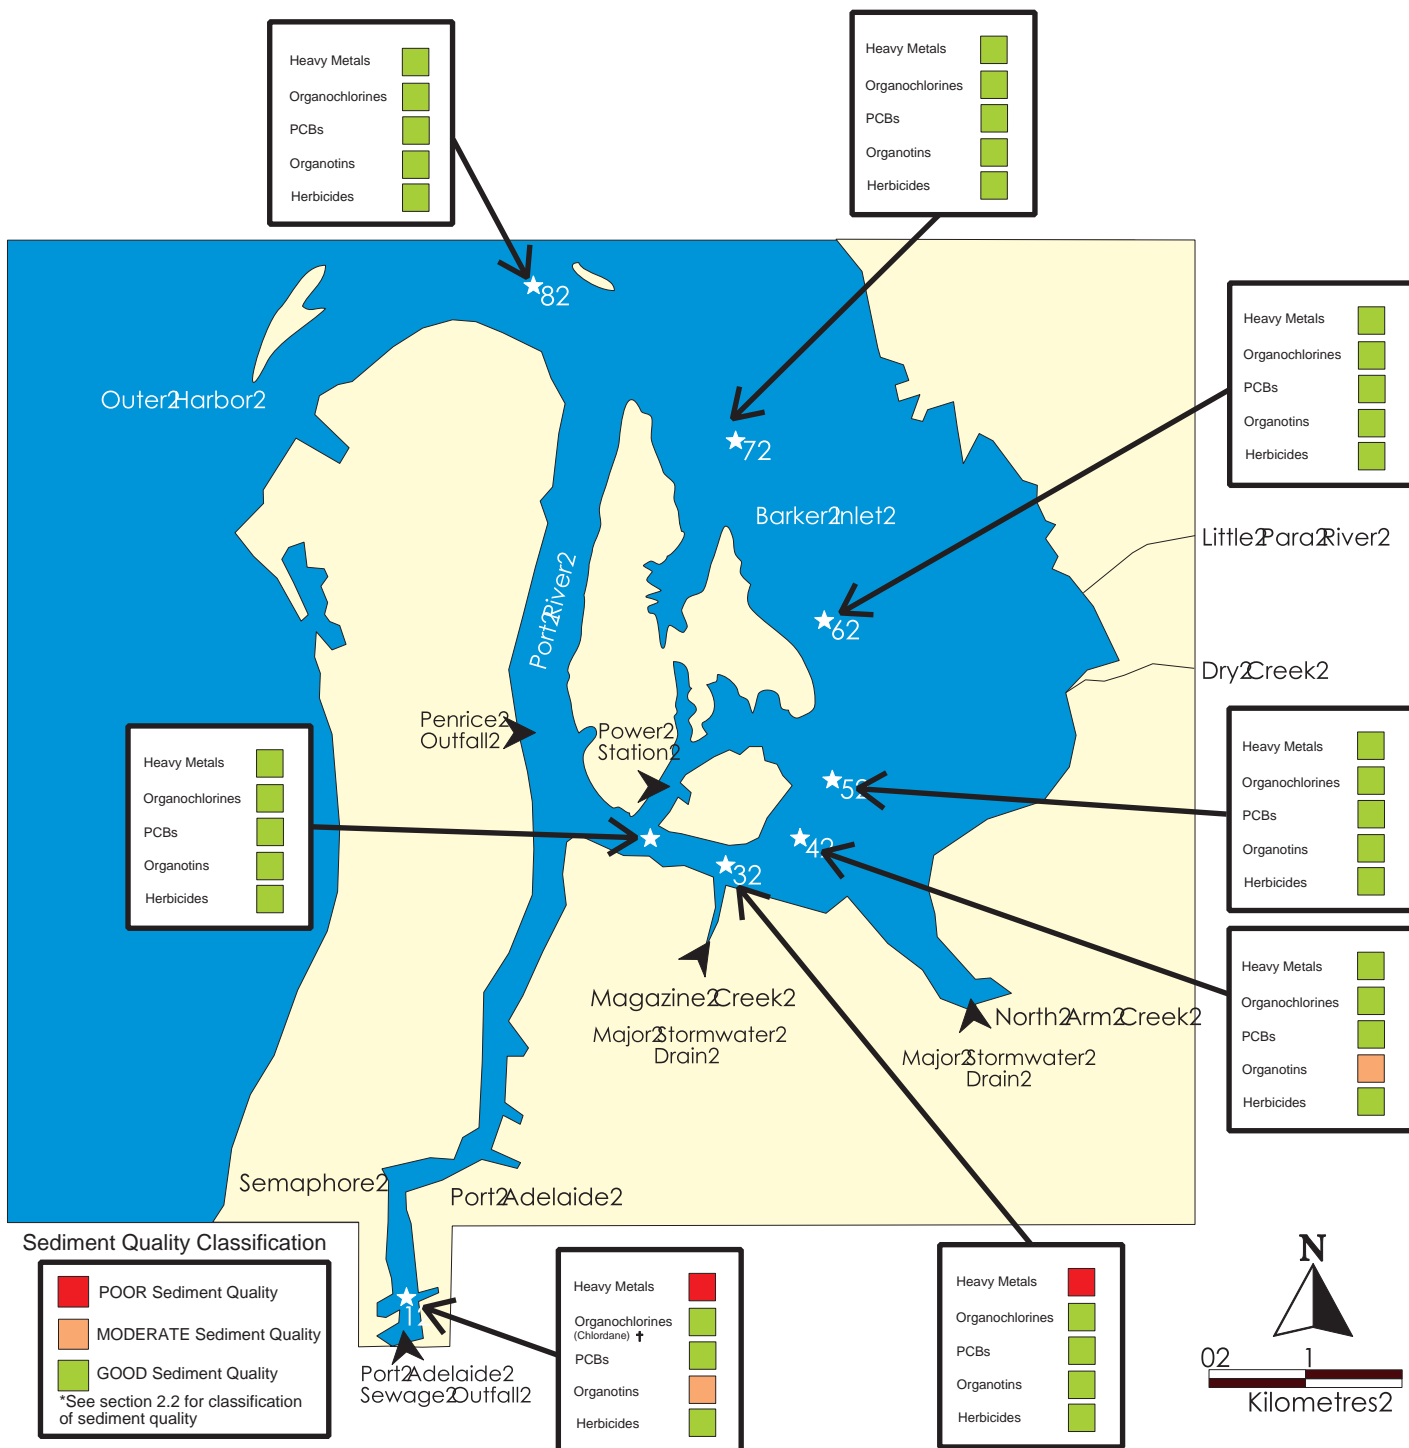 Heavy Metals
Organochlorines
PCBs
Organotins
Herbicides
Heavy Metals
Organochlorines
PCBs
Organotins
Herbicides
82
Outer2Harbor2
72
Heavy Metals
Organochlorines
PCBs
Organotins
Herbicides
Barker2Inlet2
Little2Para2River2
Port2River2
62
Dry2Creek2
Penrice2
Outfall2
Power2
Station2
Heavy Metals
Organochlorines
PCBs
Organotins
Herbicides
52
42
32
Heavy Metals
Organochlorines
PCBs
Organotins
Herbicides
Magazine2Creek2
Major2Stormwater2
Drain2
North2Arm2Creek2
Major2Stormwater2
Drain2
Heavy Metals
Organochlorines
PCBs
Organotins
Herbicides
Semaphore2
Port2Adelaide2
Sediment Quality Classification
POOR Sediment Quality
MODERATE Sediment Quality
GOOD Sediment Quality
*See section 2.2 for classification
of sediment quality
12
Port2Adelaide2
Sewage2Outfall2
Heavy Metals
Organochlorines
(Chlordane) †
PCBs
Organotins
Herbicides
Heavy Metals
Organochlorines
PCBs
Organotins
Herbicides
N
02 1
Kilometres2